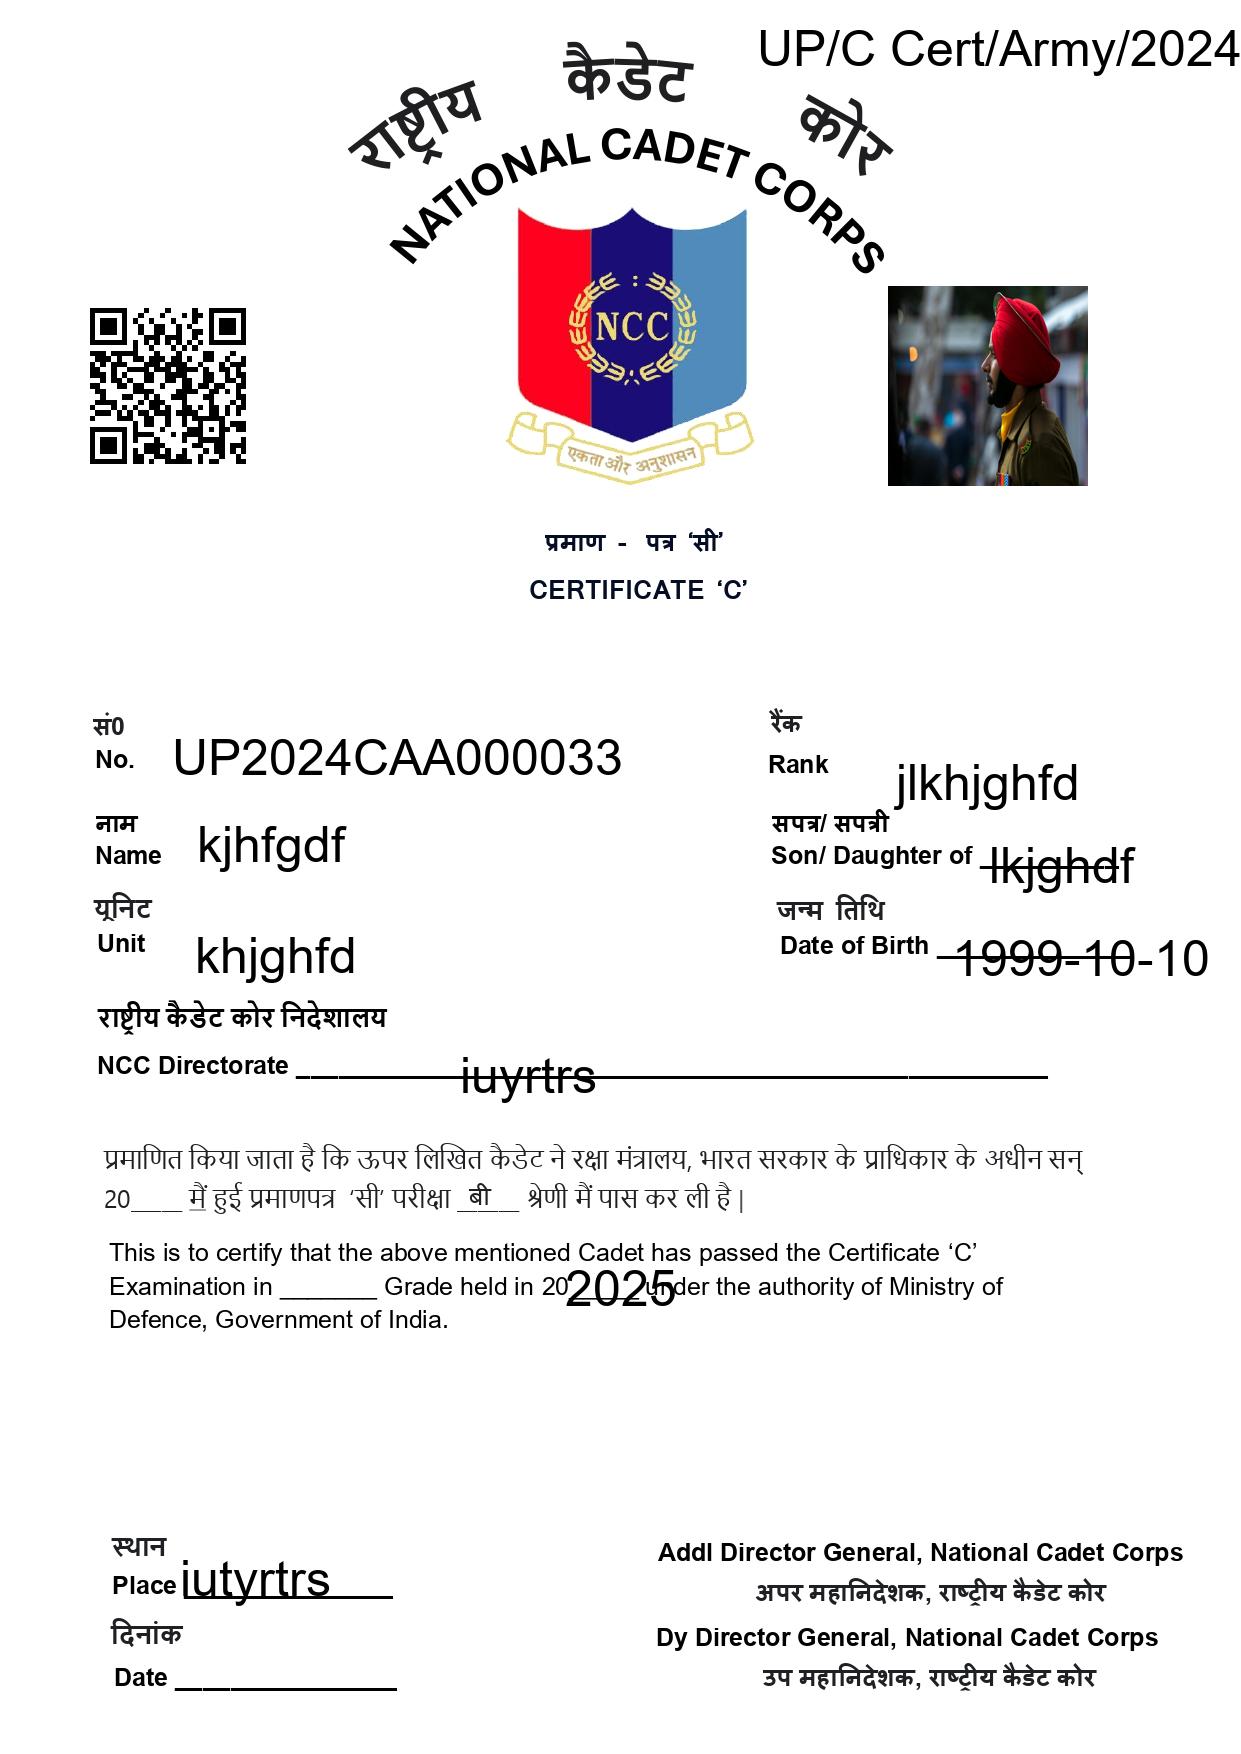 UP/C Cert/Army/2024
राष्ट्रीय कैडेट कोर
NATIONAL CADET CORPS
NCC
एकता और अनुशासन
प्रमाण - पत्र ‘सी’
CERTIFICATE ‘C’
सं0
No. UP2024CAA000033
रैंक
Rank jlkhjghfd
नाम
Name kjhfgdf
सपत्र/ सपत्री
Son/ Daughter of lkjghdf
यूनिट
Unit khjghfd
जन्म तिथि
Date of Birth 1999-10-10
राष्ट्रीय कैडेट कोर निदेशालय
NCC Directorate iuyrtrs
प्रमाणित किया जाता है कि ऊपर लिखित कैडेट ने रक्षा मंत्रालय, भारत सरकार के प्राधिकार के अधीन सन्
20____ मैं हुई प्रमाणपत्र ‘सी’ परीक्षा बी श्रेणी मैं पास कर ली है |
This is to certify that the above mentioned Cadet has passed the Certificate ‘C’
Examination in _______ Grade held in 20 2025 under the authority of Ministry of
Defence, Government of India.
स्थान
Place iutyrtrs
दिनांक
Date ________________
Addl Director General, National Cadet Corps
अपर महानिदेशक, राष्ट्रीय कैडेट कोर
Dy Director General, National Cadet Corps
उप महानिदेशक, राष्ट्रीय कैडेट कोर